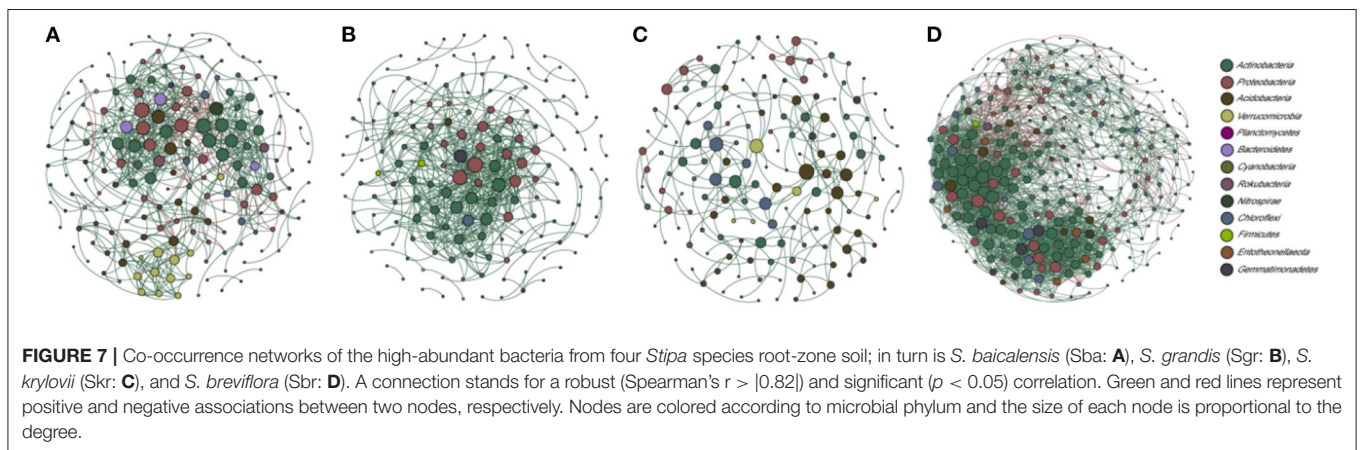 A
B
C
D
Actinobacteria
Proteobacteria
Acidobacteria
Verrucomicrobia
Planctomycetes
Bacteroidetes
Cyanobacteria
Rokubacteria
Nitrospirae
Chloroflexi
Firmicutes
Entotheonellaeota
Gemmatimonadetes
FIGURE 7 | Co-occurrence networks of the high-abundant bacteria from four Stipa species root-zone soil; in turn is S. baicalensis (Sba: A), S. grandis (Sgr: B), S.
krylovii (Skr: C), and S. breviflora (Sbr: D). A connection stands for a robust (Spearman's r > |0.82|) and significant (p < 0.05) correlation. Green and red lines represent
positive and negative associations between two nodes, respectively. Nodes are colored according to microbial phylum and the size of each node is proportional to the
degree.